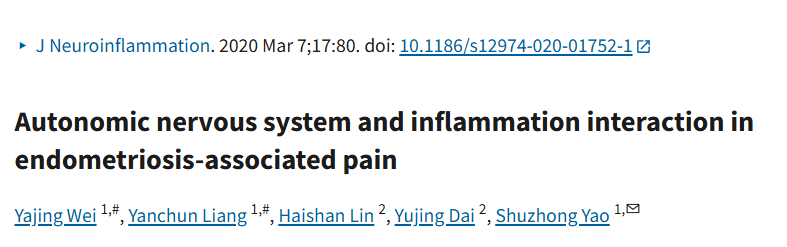 J Neuroinflammation. 2020 Mar 7;17:80. doi: 10.1186/s12974-020-01752-1
Autonomic nervous system and inflammation interaction in
endometriosis-associated pain
Yajing Wei 1,#, Yanchun Liang 1,#, Haishan Lin 2, Yujing Dai 2, Shuzhong Yao 1,✉